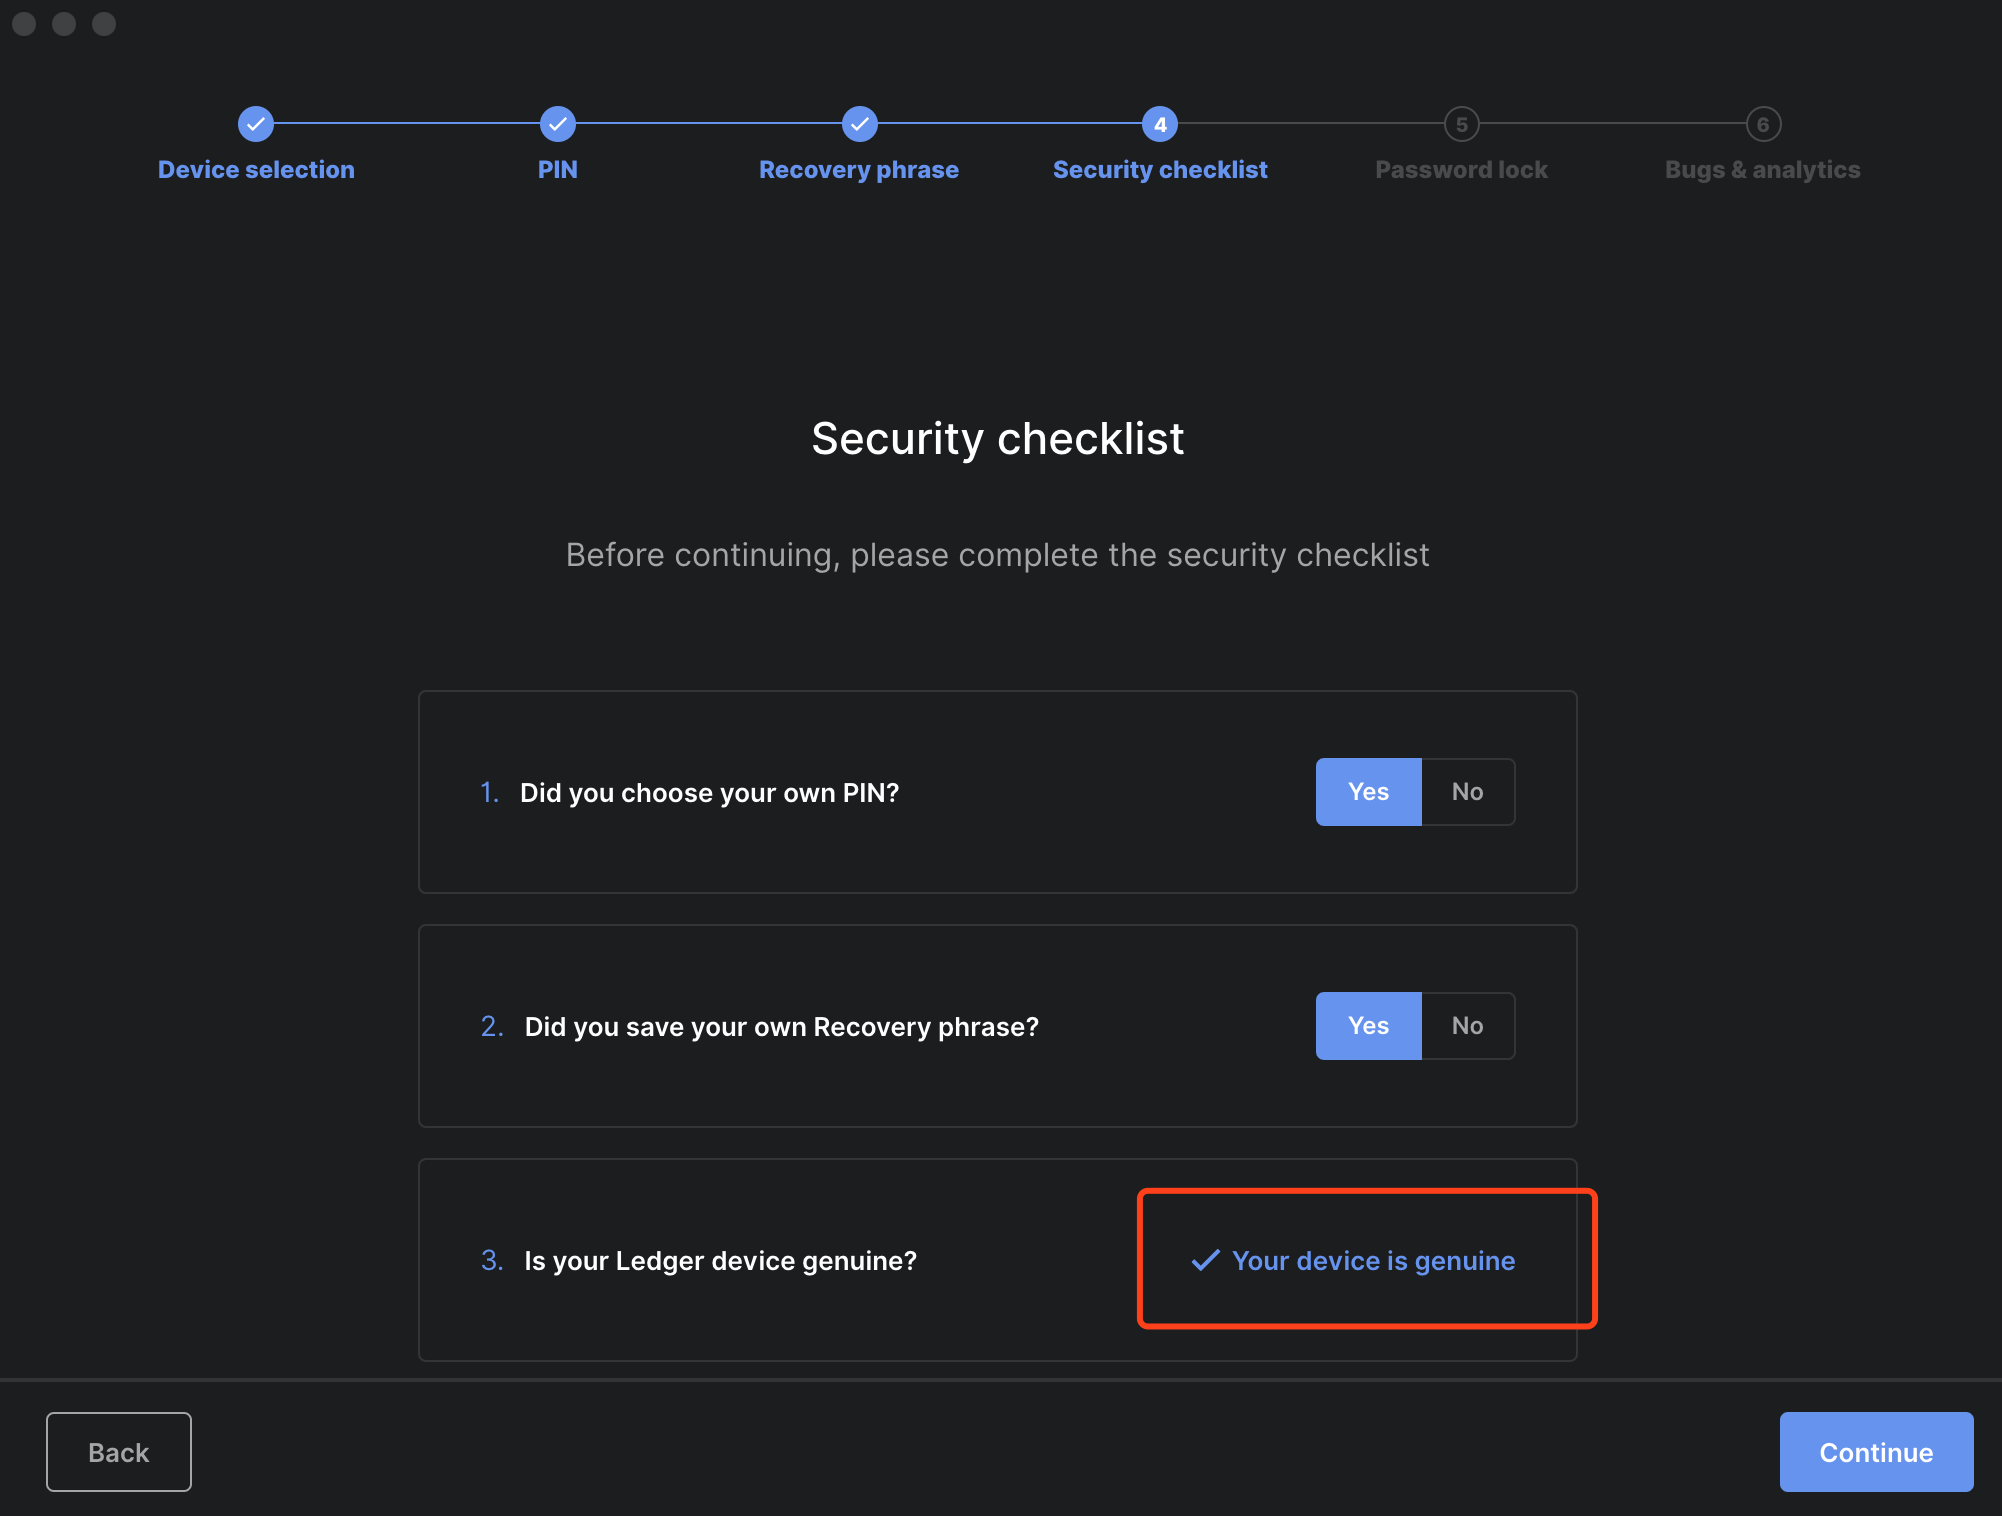 4
5
6
Device selection
PIN
Recovery phrase
Security checklist
Password lock
Bugs & analytics
Security checklist
Before continuing, please complete the security checklist
1. Did you choose your own PIN?
Yes
No
2. Did you save your own Recovery phrase?
Yes
No
3. Is your Ledger device genuine?
Your device is genuine
Back
Continue